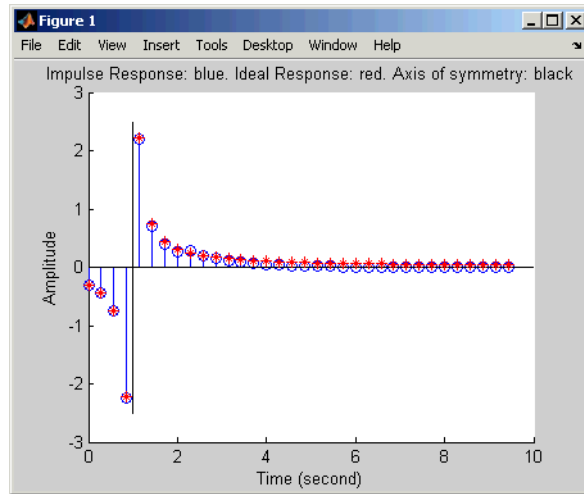 Figure 1
File Edit View Insert Tools Desktop Window Help
Impulse Response: blue. Ideal Response: red. Axis of symmetry: black
3
2
1
0
-1
-2
-3
Amplitude
0 2 4 6 8 10
Time (second)